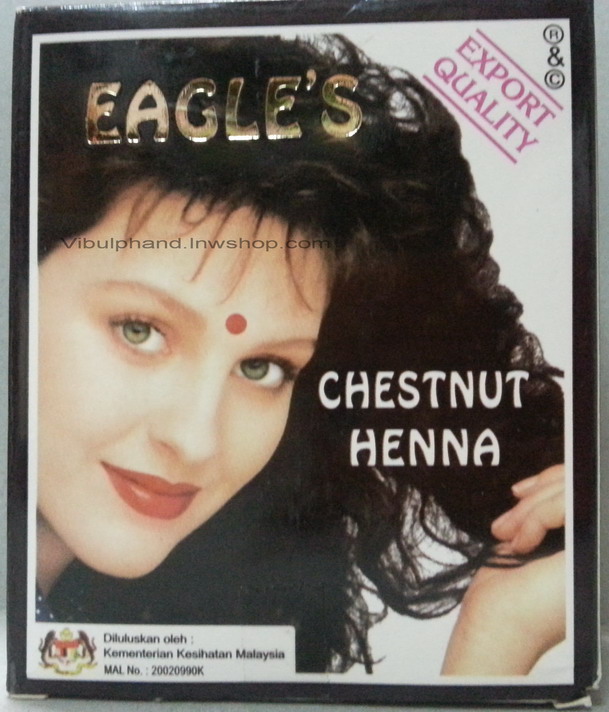 EAGLE'S
EXPORT
QUALITY
® & ©
Vibulphand.lnwshop.com
CHESTNUT
HENNA
Diluluskan oleh :
Kementerian Kesihatan Malaysia
MAL No. : 20020990K